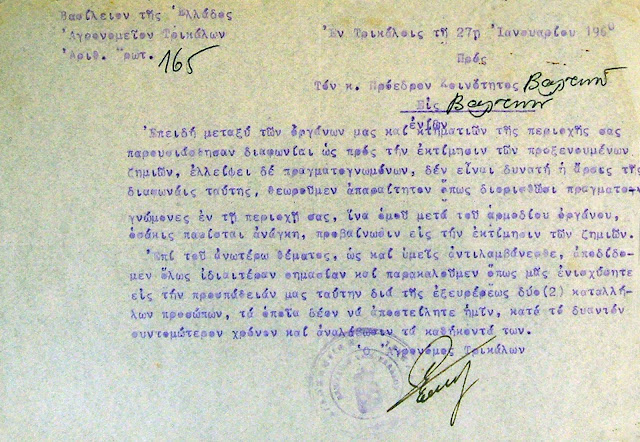 Βασίλειον τῆς Ἑλλάδος
Ἀγρονομεῖον Τρικάλων
Ἀριθ. Πρωτ. 165
Ἐν Τρικάλοις τῇ 27ῃ Ἰανουαρίου 1960
Πρός
Τόν κ. Πρόεδρον Κοινότητος Βαλτινοῦ
Εἰς Βαλτινόν
ἐνίων
Ἐπειδή μεταξύ τῶν ὀργάνων μας καί κτηματιῶν τῆς περιοχῆς σας
παρουσιάσθησαν διαφωνίαι ὡς πρός τήν ἐκτίμησιν τῶν προξενουμένων
ζημιῶν, ἐλλείψει δέ πραγματογνωμόνων, δέν εἶναι δυνατή ἡ ἄρσις τῆς
διαφωνίας ταύτης, θεωροῦμεν ἀπαραίτητον ὅπως διορισθῶσι πραγματο-
γνώμονες ἐν τῇ περιοχῇ σας, ἵνα ὁμοῦ μετά τοῦ ἁρμοδίου ὀργάνου,
ὁσάκις παρίσταται ἀνάγκη, προβαίνωσιν εἰς τήν ἐκτίμησιν τῶν ζημιῶν.
Ἐπί τοῦ ἀνωτέρω θέματος, ὡς καί ὑμεῖς ἀντιλαμβάνεσθε, ἀποδίδο-
μεν ὅλως ἰδιαιτέραν σημασίαν καί παρακαλοῦμεν ὅπως μᾶς ἐνισχύσητε
εἰς τήν προσπάθειάν μας ταύτην διά τῆς ἐξευρέσεως δύο(2) καταλλή-
λων προσώπων, τά ὁποῖα δέον νά ἀποστείλητε ἡμῖν, κατά τό δυνατόν
συντομώτερον χρόνον καί ἀναλάβωσιν τά καθήκοντά των.
Ὁ Ἀγρονόμος Τρικάλων